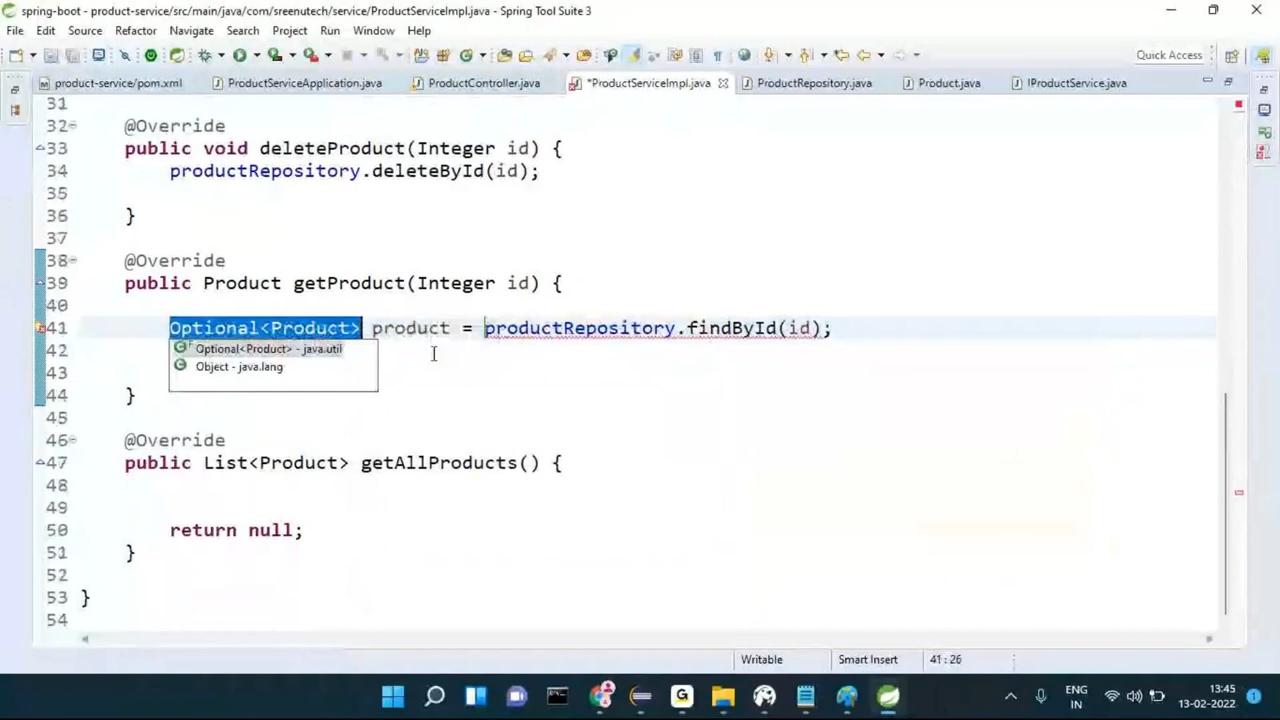 spring-boot - product-service/src/main/java/com/sreenutech/service/ProductServiceImpl.java - Spring Tool Suite 3
File Edit Source Refactor Navigate Search Project Run Window Help
Quick Access
product-service/pom.xml ProductServiceApplication.java ProductController.java *ProductServiceImpl.java ProductRepository.java Product.java IProductService.java
31
32 @Override
33 public void deleteProduct(Integer id) {
34 productRepository.deleteById(id);
35
36 }
37
38 @Override
39 public Product getProduct(Integer id) {
40
41 Optional<Product> product = productRepository.findById(id);
42 Optional<Product> - java.util
43 Object - java.lang
44 }
45
46 @Override
47 public List<Product> getAllProducts() {
48
49
50 return null;
51 }
52
53 }
54
Writable Smart Insert 41 : 26
ENG 13:45
IN 13-02-2022 1